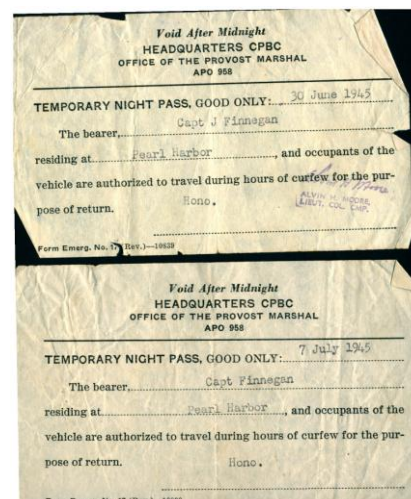 Void After Midnight
HEADQUARTERS CPBC
OFFICE OF THE PROVOST MARSHAL
APO 958
TEMPORARY NIGHT PASS, GOOD ONLY: 30 June 1945
The bearer, Capt J Finnegan
residing at Pearl Harbor, and occupants of the
vehicle are authorized to travel during hours of curfew for the pur-
pose of return. Hono.
ALVIN H. MOORE
LIEUT. COL. CMP.
Form Emerg. No. 17 (Rev.)—10639
Void After Midnight
HEADQUARTERS CPBC
OFFICE OF THE PROVOST MARSHAL
APO 958
TEMPORARY NIGHT PASS, GOOD ONLY: 7 July 1945
The bearer, Capt Finnegan
residing at Pearl Harbor, and occupants of the
vehicle are authorized to travel during hours of curfew for the pur-
pose of return. Hono.